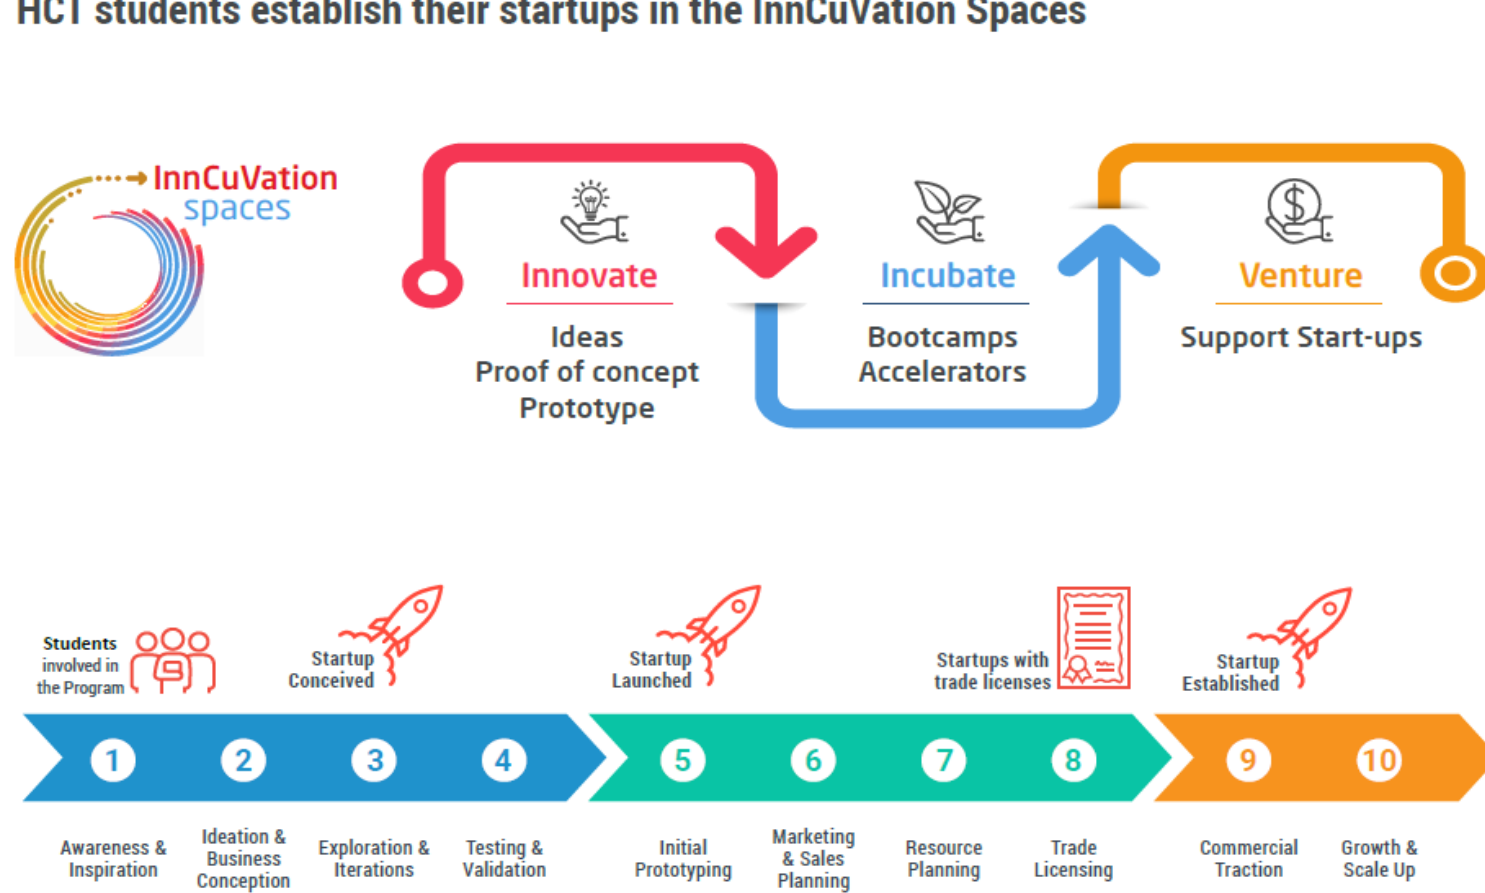 HCT students establish their startups in the InnCuVation Spaces
InnCuVation
spaces
Innovate
Ideas
Proof of concept
Prototype
Incubate
Bootcamps
Accelerators
$
Venture
Support Start-ups
Students
involved in
the Program
Startup
Conceived
Startup
Launched
Startups with
trade licenses
Startup
Established
1
2
3
4
5
6
7
8
9
10
Awareness &
Inspiration
Ideation &
Business
Conception
Exploration &
Iterations
Testing &
Validation
Initial
Prototyping
Marketing
& Sales
Planning
Resource
Planning
Trade
Licensing
Commercial
Traction
Growth &
Scale Up